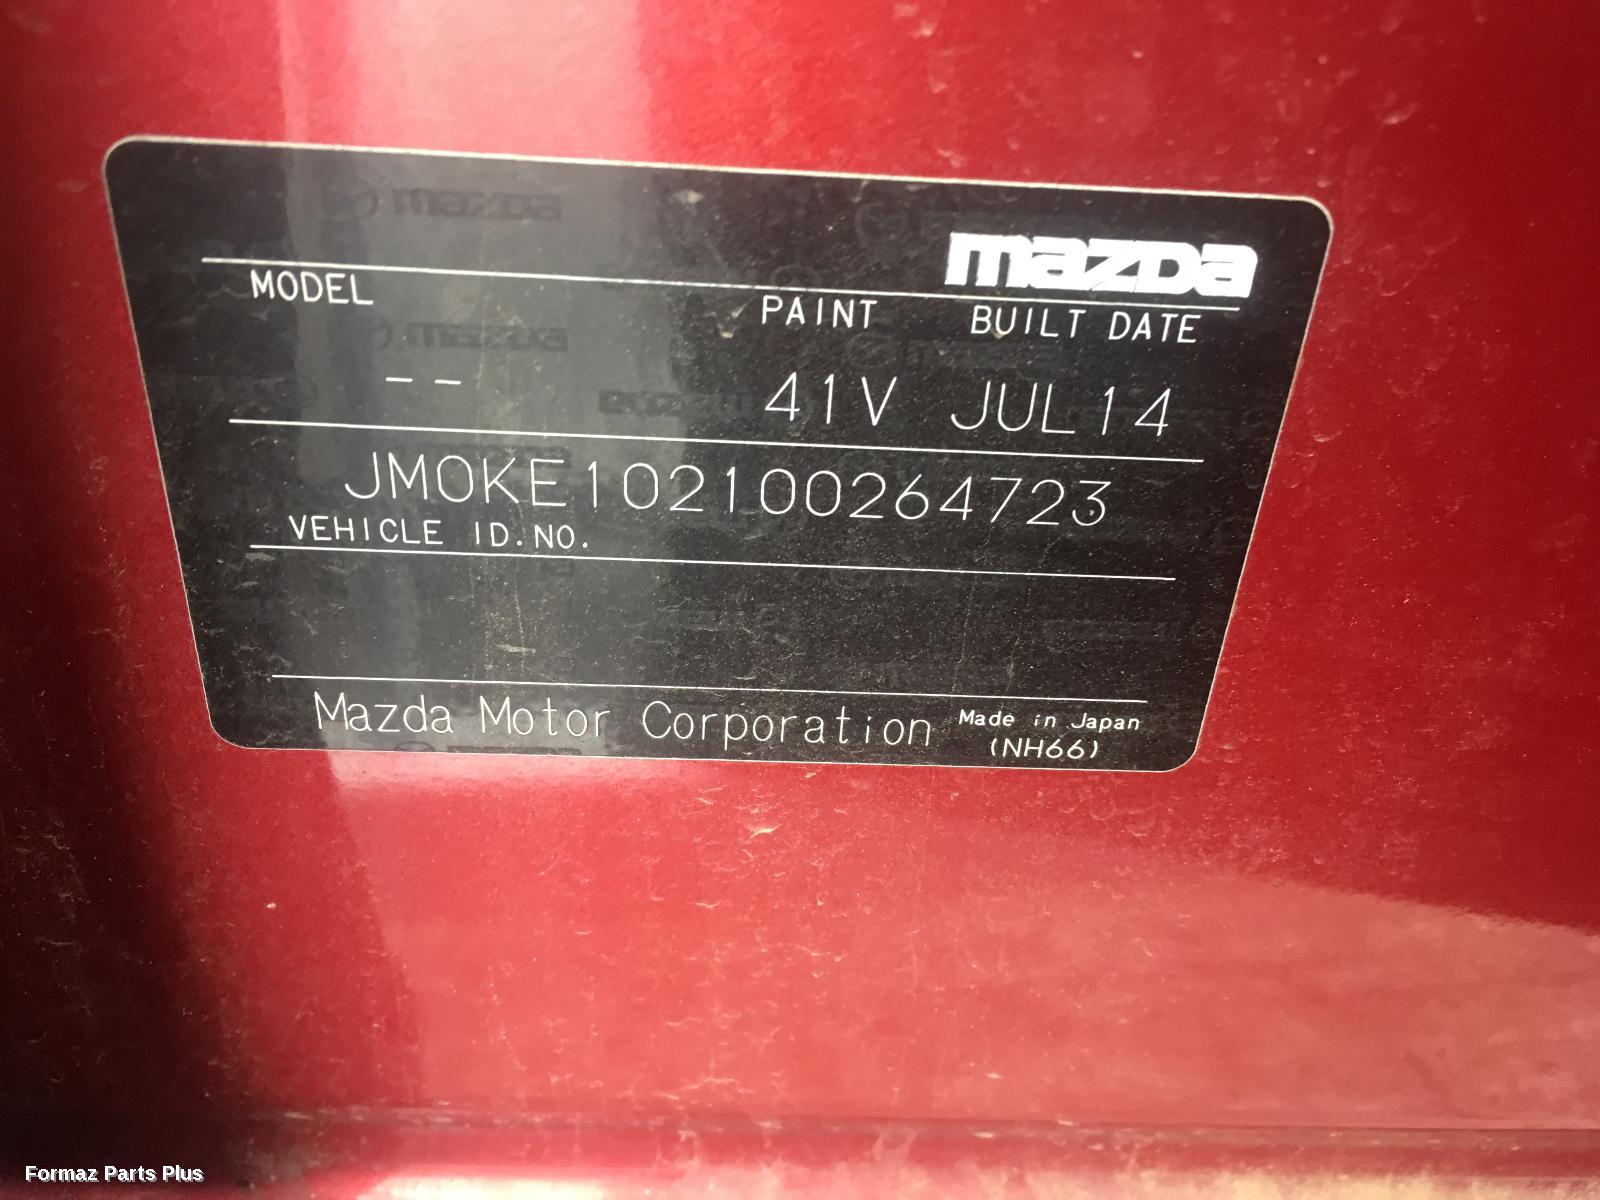 mazda
MODEL PAINT BUILT DATE
-- 41V JUL14
JM0KE102100264723
VEHICLE ID.NO.
Mazda Motor Corporation Made in Japan
(NH66)
Formaz Parts Plus